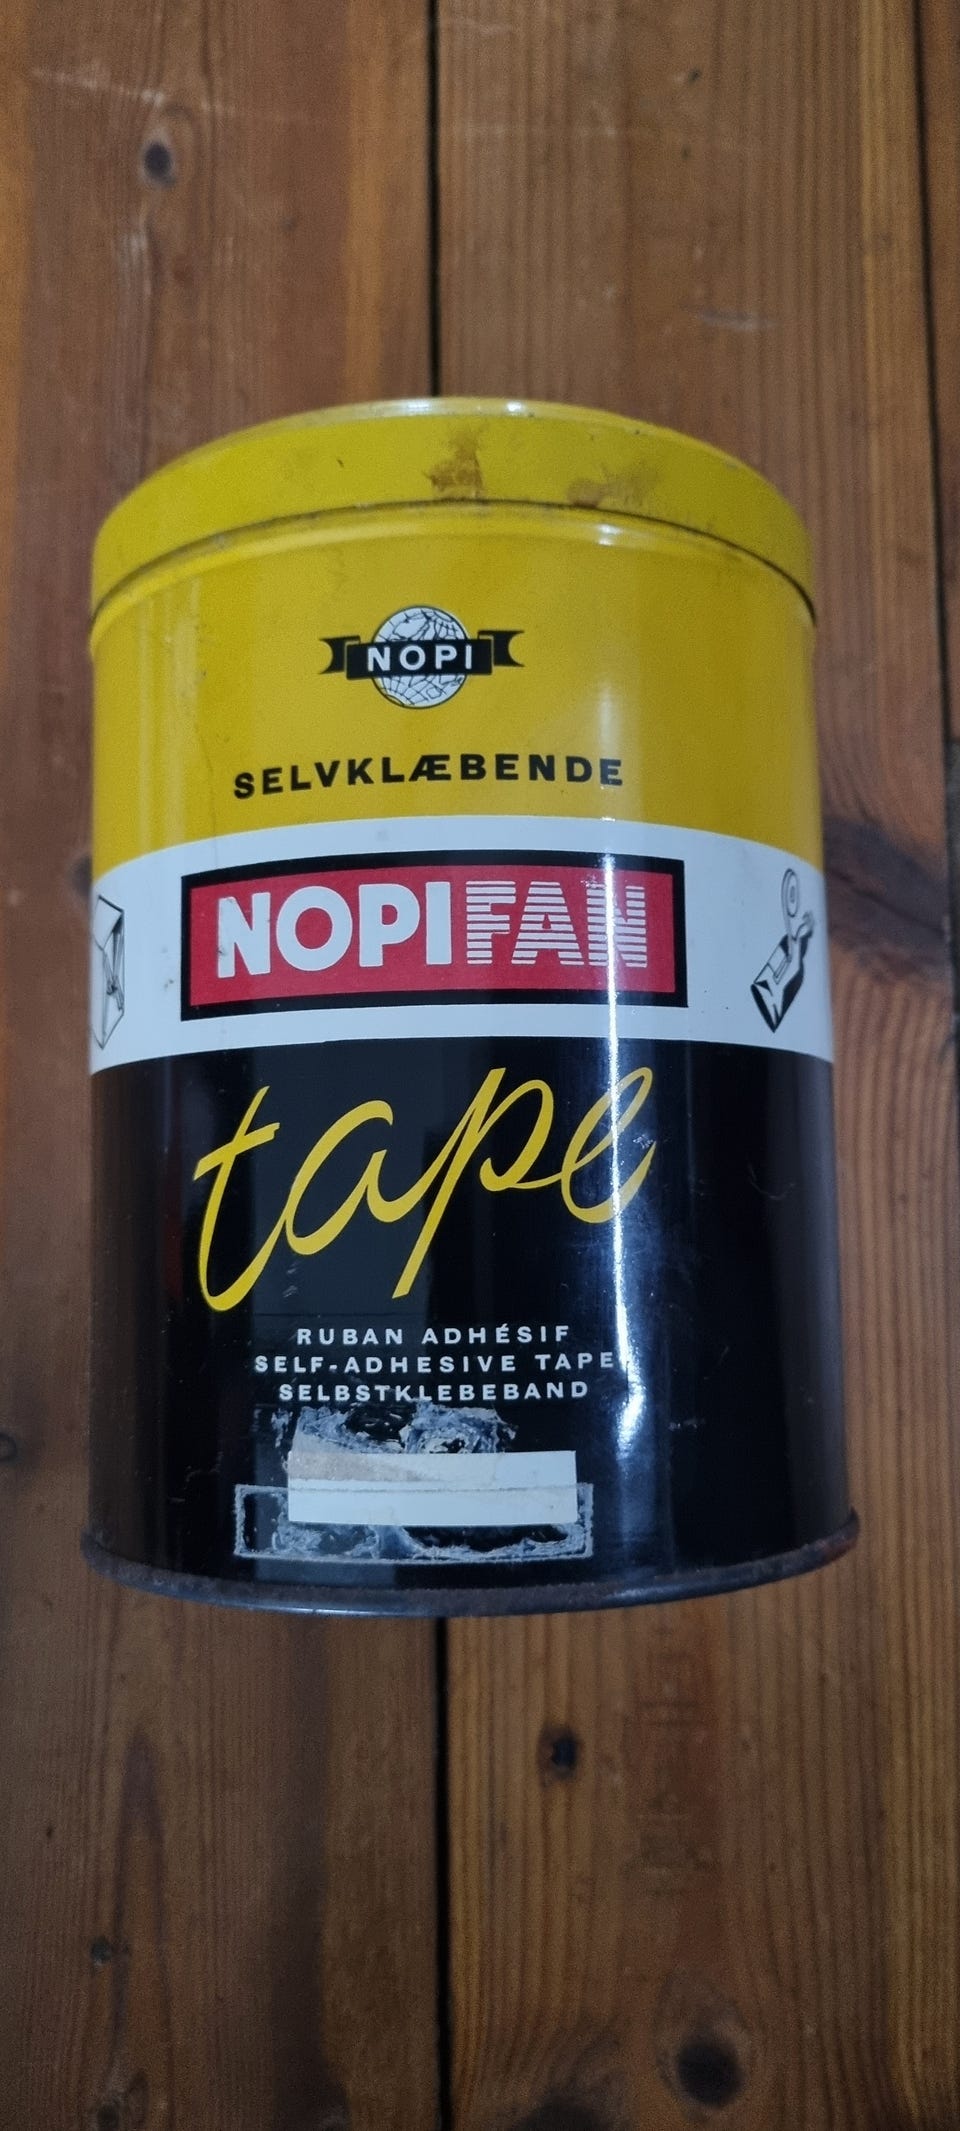 NOPI
SELVKLÆBENDE
NOPIFAN
tape
RUBAN ADHÉSIF
SELF-ADHESIVE TAPE
SELBSTKLEBEBAND